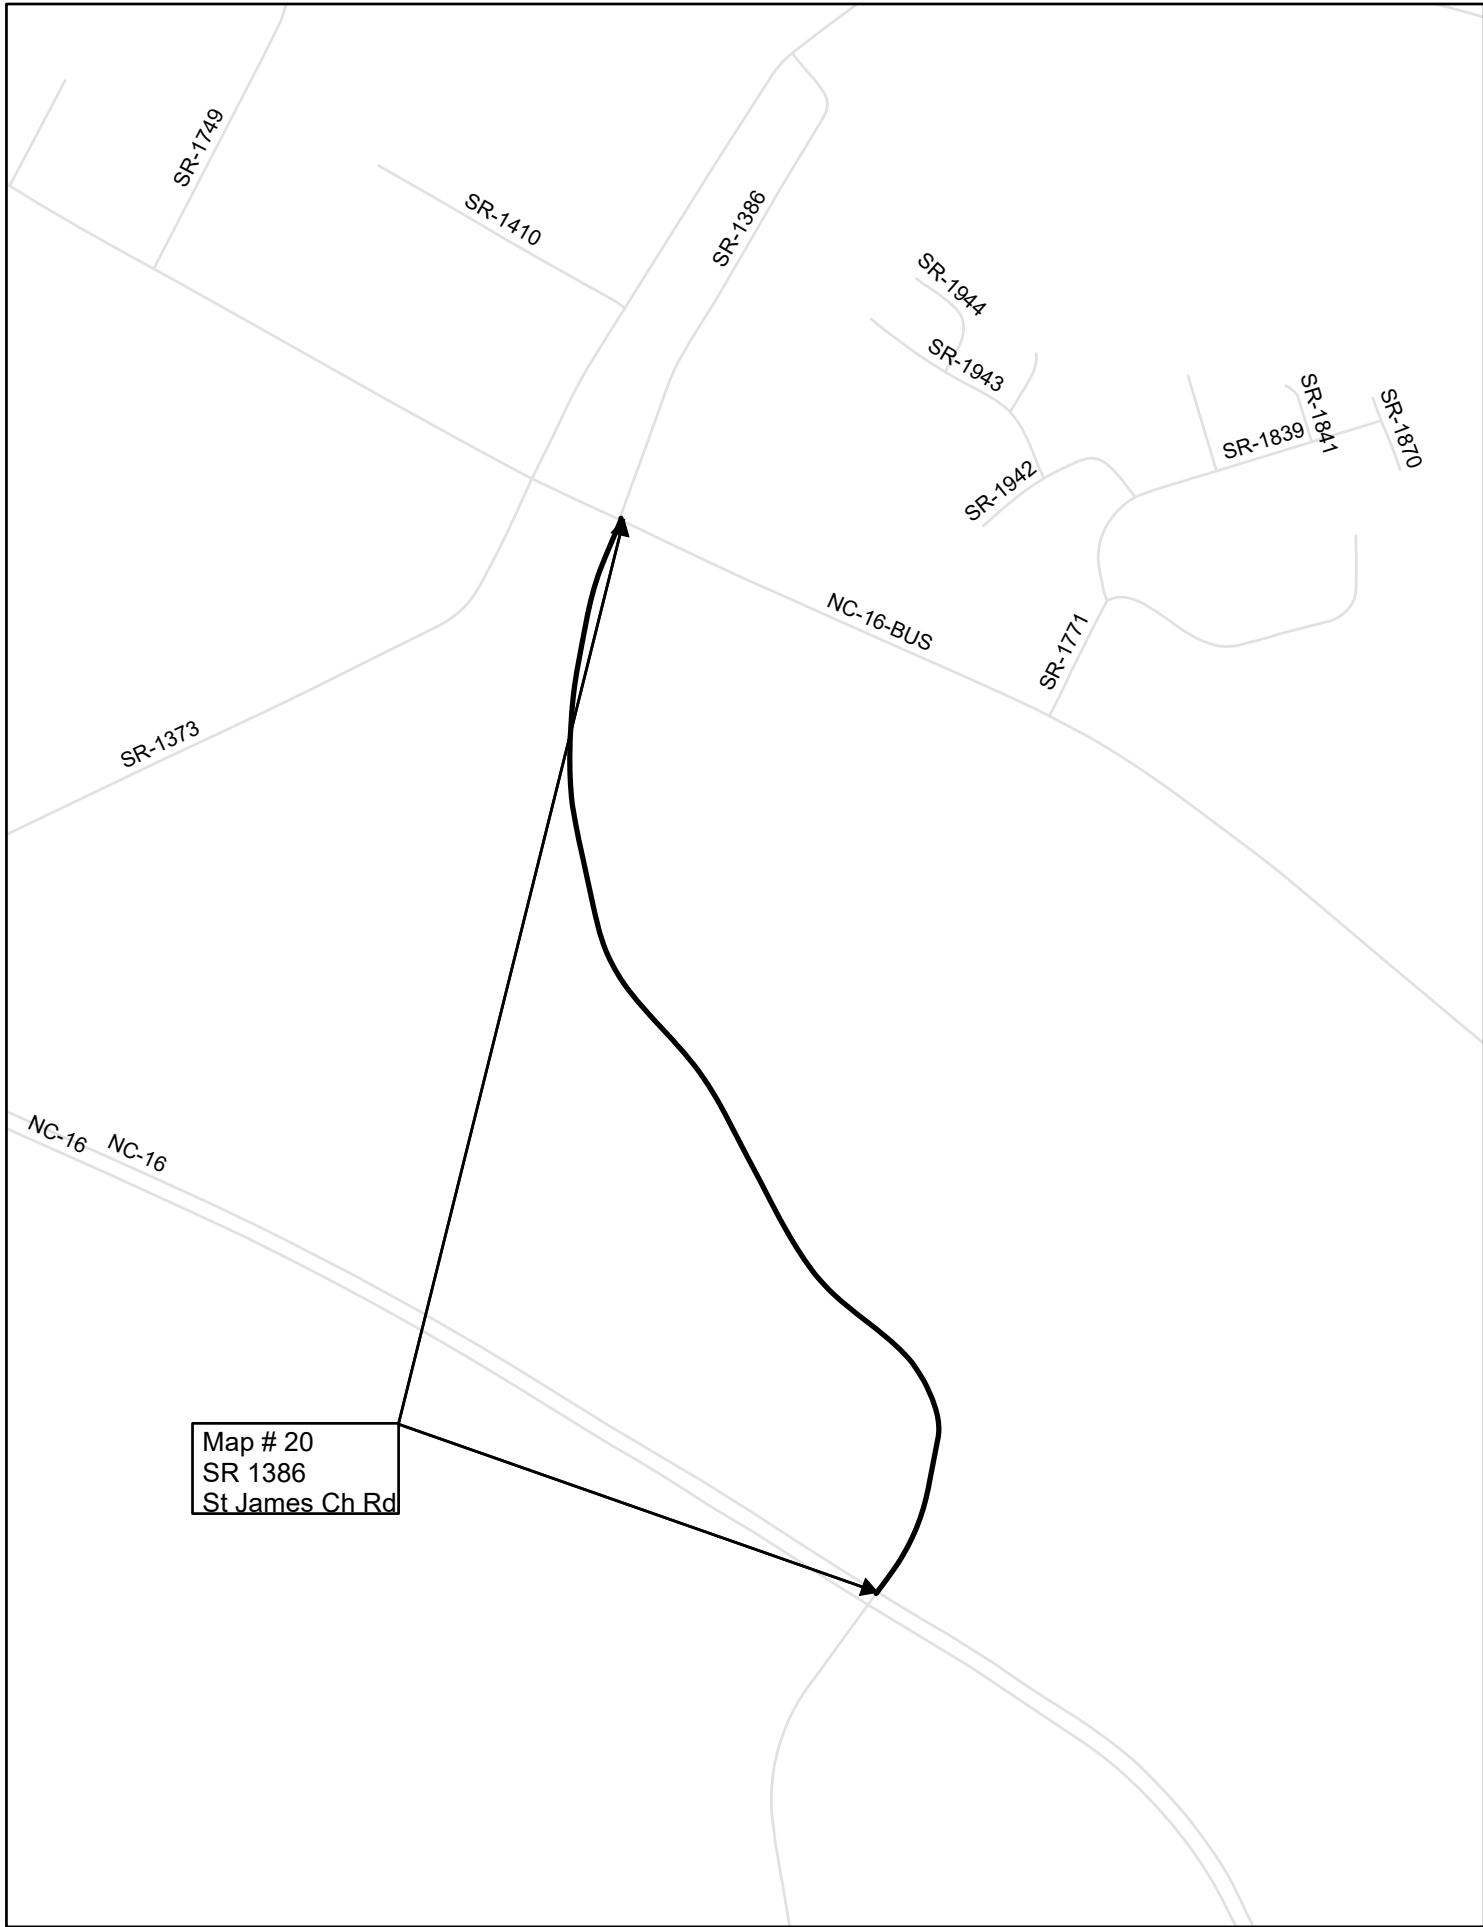 SR-1749
SR-1410
SR-1386
SR-1944
SR-1943
SR-1841
SR-1870
SR-1839
SR-1942
NC-16-BUS
SR-1771
SR-1373
NC-16
NC-16
Map # 20
SR 1386
St James Ch Rd